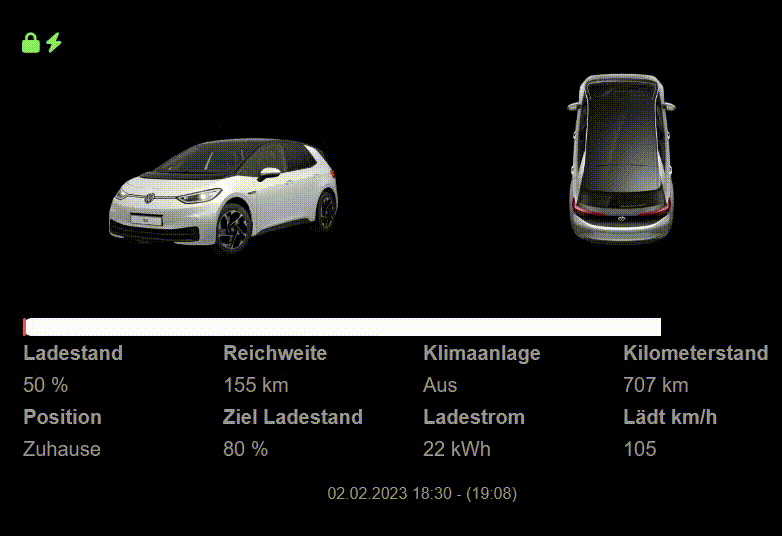 Ladestand Reichweite Klimaanlage Kilometerstand
50 % 155 km Aus 707 km
Position Ziel Ladestand Ladestrom Lädt km/h
Zuhause 80 % 22 kWh 105
02.02.2023 18:30 - (19:08)